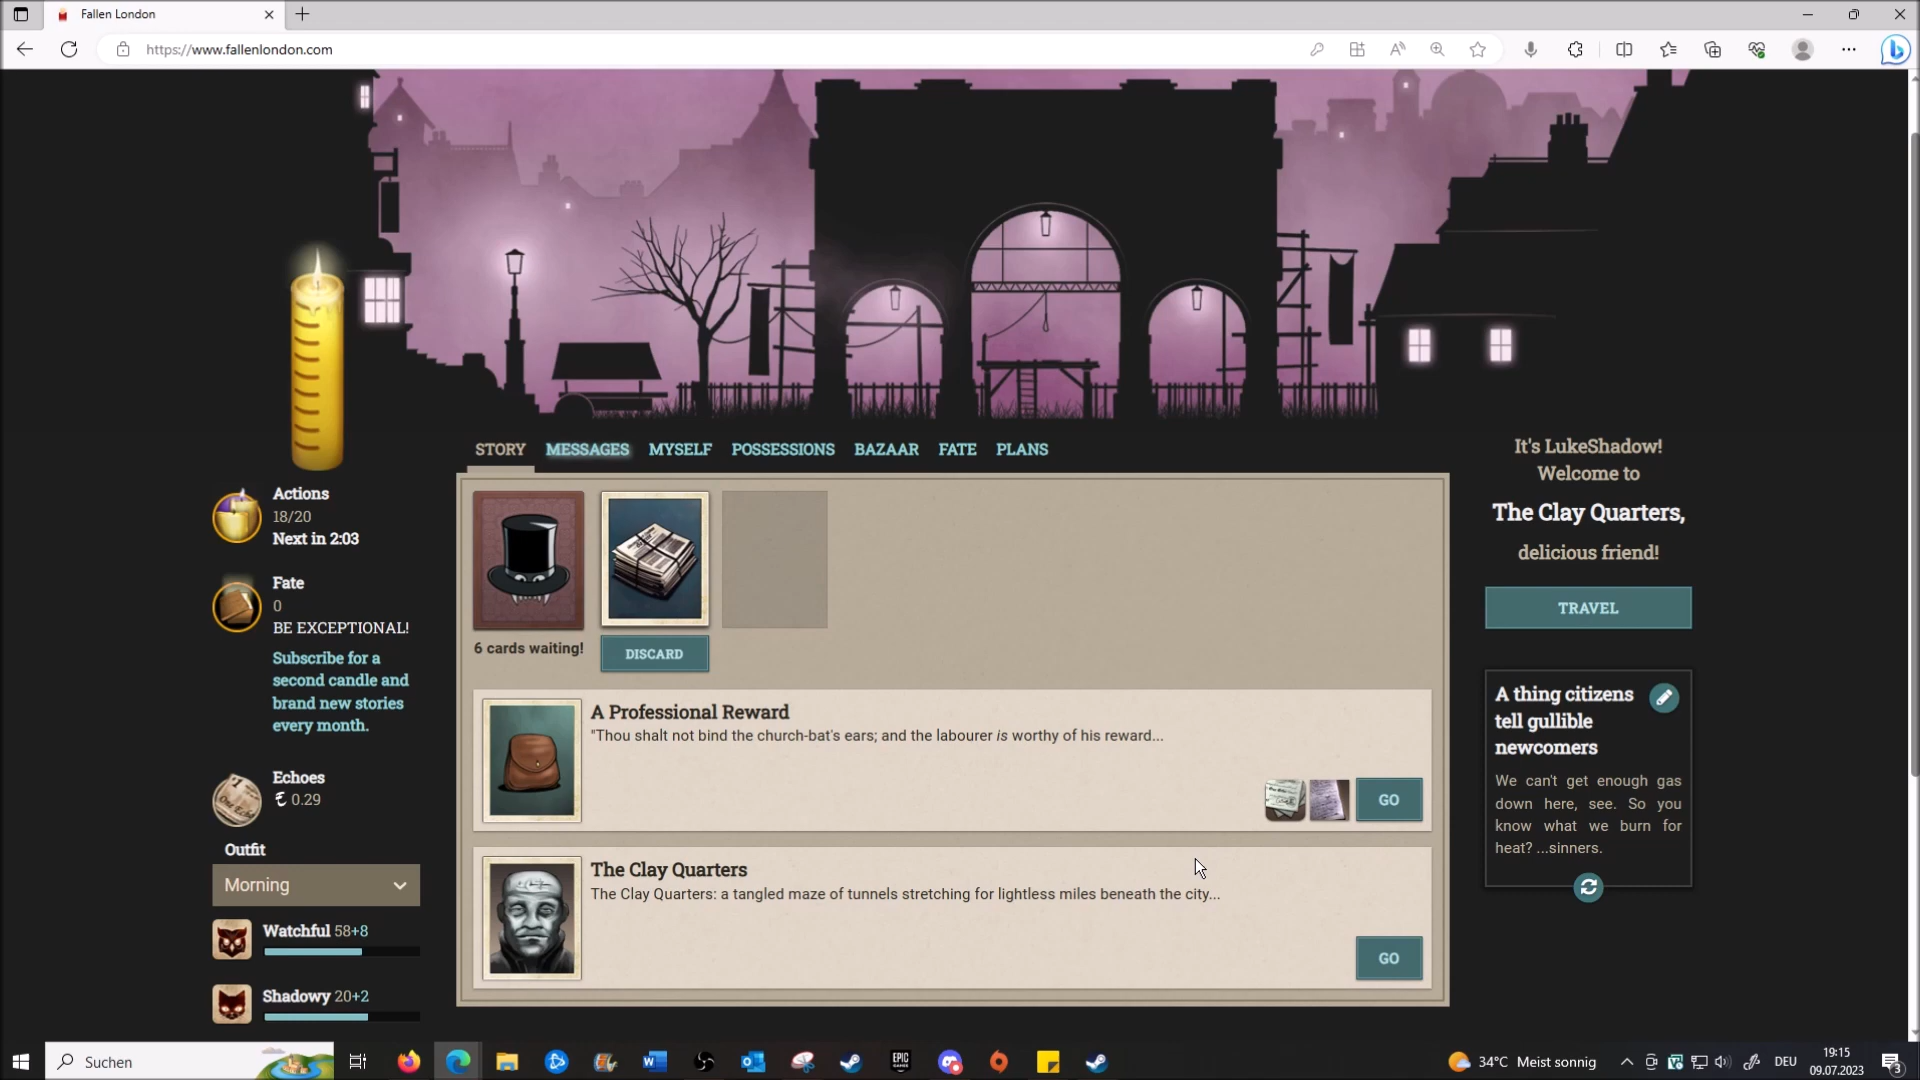 Fallen London
https://www.fallenlondon.com
STORY MESSAGES MYSELF POSSESSIONS BAZAAR FATE PLANS
Actions
18/20
Next in 2:03
Fate
0
BE EXCEPTIONAL!
Subscribe for a
second candle and
brand new stories
every month.
Echoes
0.29
Outfit
Morning
Watchful 58+8
Shadowy 20+2
6 cards waiting!
DISCARD
A Professional Reward
"Thou shalt not bind the church-bat's ears; and the labourer is worthy of his reward...
GO
The Clay Quarters
The Clay Quarters: a tangled maze of tunnels stretching for lightless miles beneath the city...
GO
It's LukeShadow!
Welcome to
The Clay Quarters,
delicious friend!
TRAVEL
A thing citizens
tell gullible
newcomers
We can't get enough gas
down here, see. So you
know what we burn for
heat? ...sinners.
Suchen
34°C Meist sonnig
DEU
19:15
09.07.2023
3